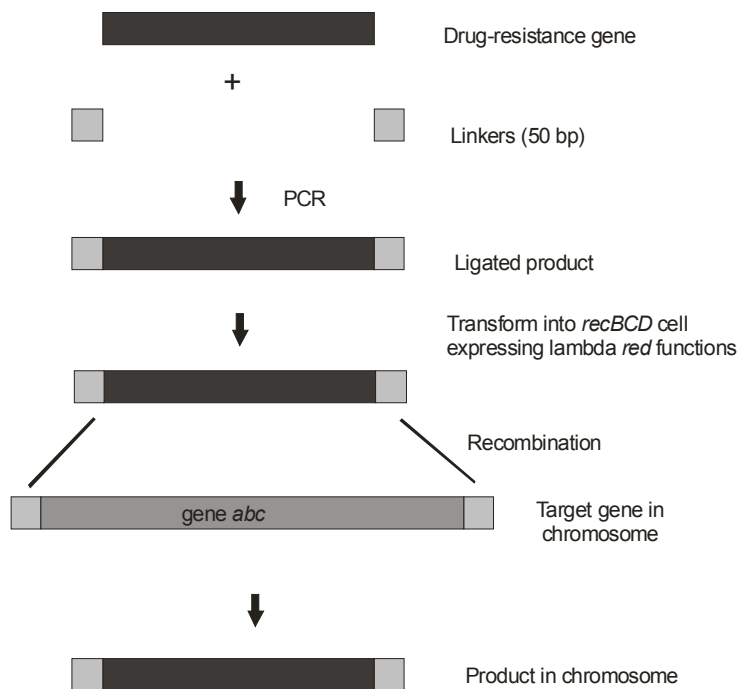 Drug-resistance gene
+
Linkers (50 bp)
PCR
Ligated product
Transform into recBCD cell
expressing lambda red functions
Recombination
gene abc
Target gene in
chromosome
Product in chromosome